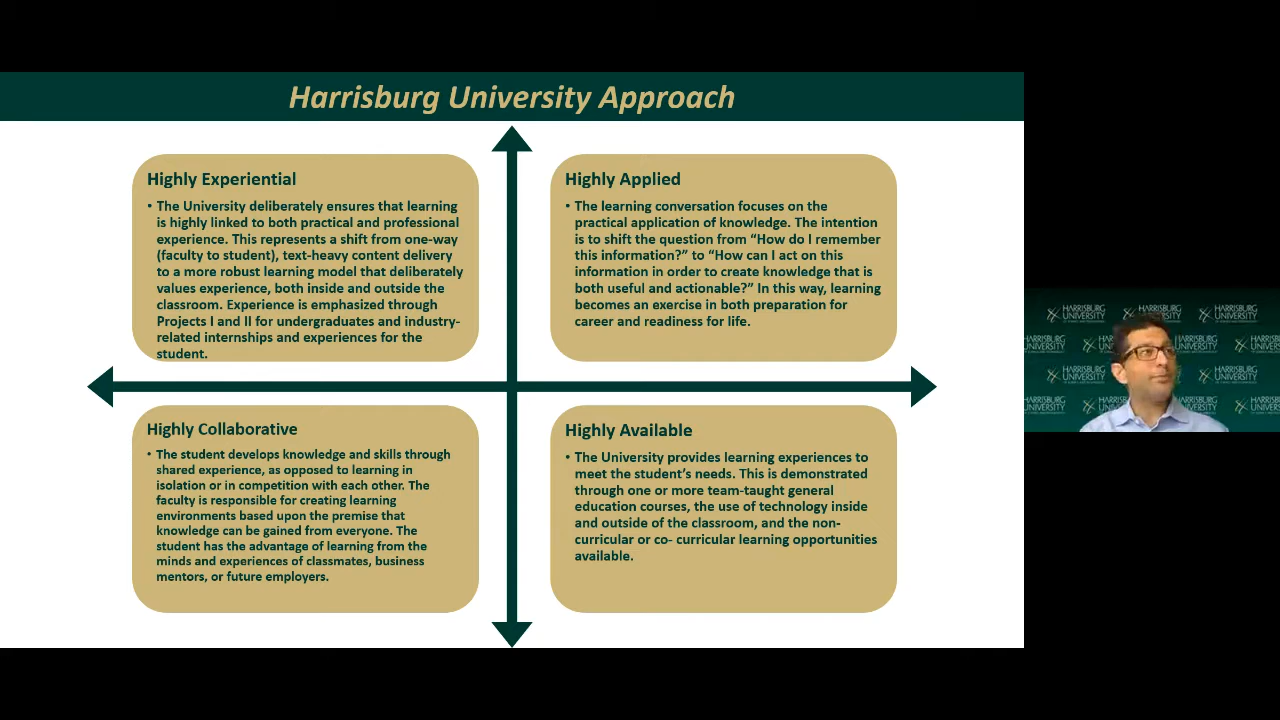 Harrisburg University Approach
Highly Experiential
• The University deliberately ensures that learning
is highly linked to both practical and professional
experience. This represents a shift from one-way
(faculty to student), text-heavy content delivery
to a more robust learning model that deliberately
values experience, both inside and outside the
classroom. Experience is emphasized through
Projects I and II for undergraduates and industry-
related internships and experiences for the
student.
Highly Applied
• The learning conversation focuses on the
practical application of knowledge. The intention
is to shift the question from “How do I remember
this information?” to “How can I act on this
information in order to create knowledge that is
both useful and actionable?” In this way, learning
becomes an exercise in both preparation for
career and readiness for life.
Highly Collaborative
• The student develops knowledge and skills through
shared experience, as opposed to learning in
isolation or in competition with each other. The
faculty is responsible for creating learning
environments based upon the premise that
knowledge can be gained from everyone. The
student has the advantage of learning from the
minds and experiences of classmates, business
mentors, or future employers.
Highly Available
• The University provides learning experiences to
meet the student’s needs. This is demonstrated
through one or more team-taught general
education courses, the use of technology inside
and outside of the classroom, and the non-
curricular or co- curricular learning opportunities
available.
HARRISBURG
UNIVERSITY